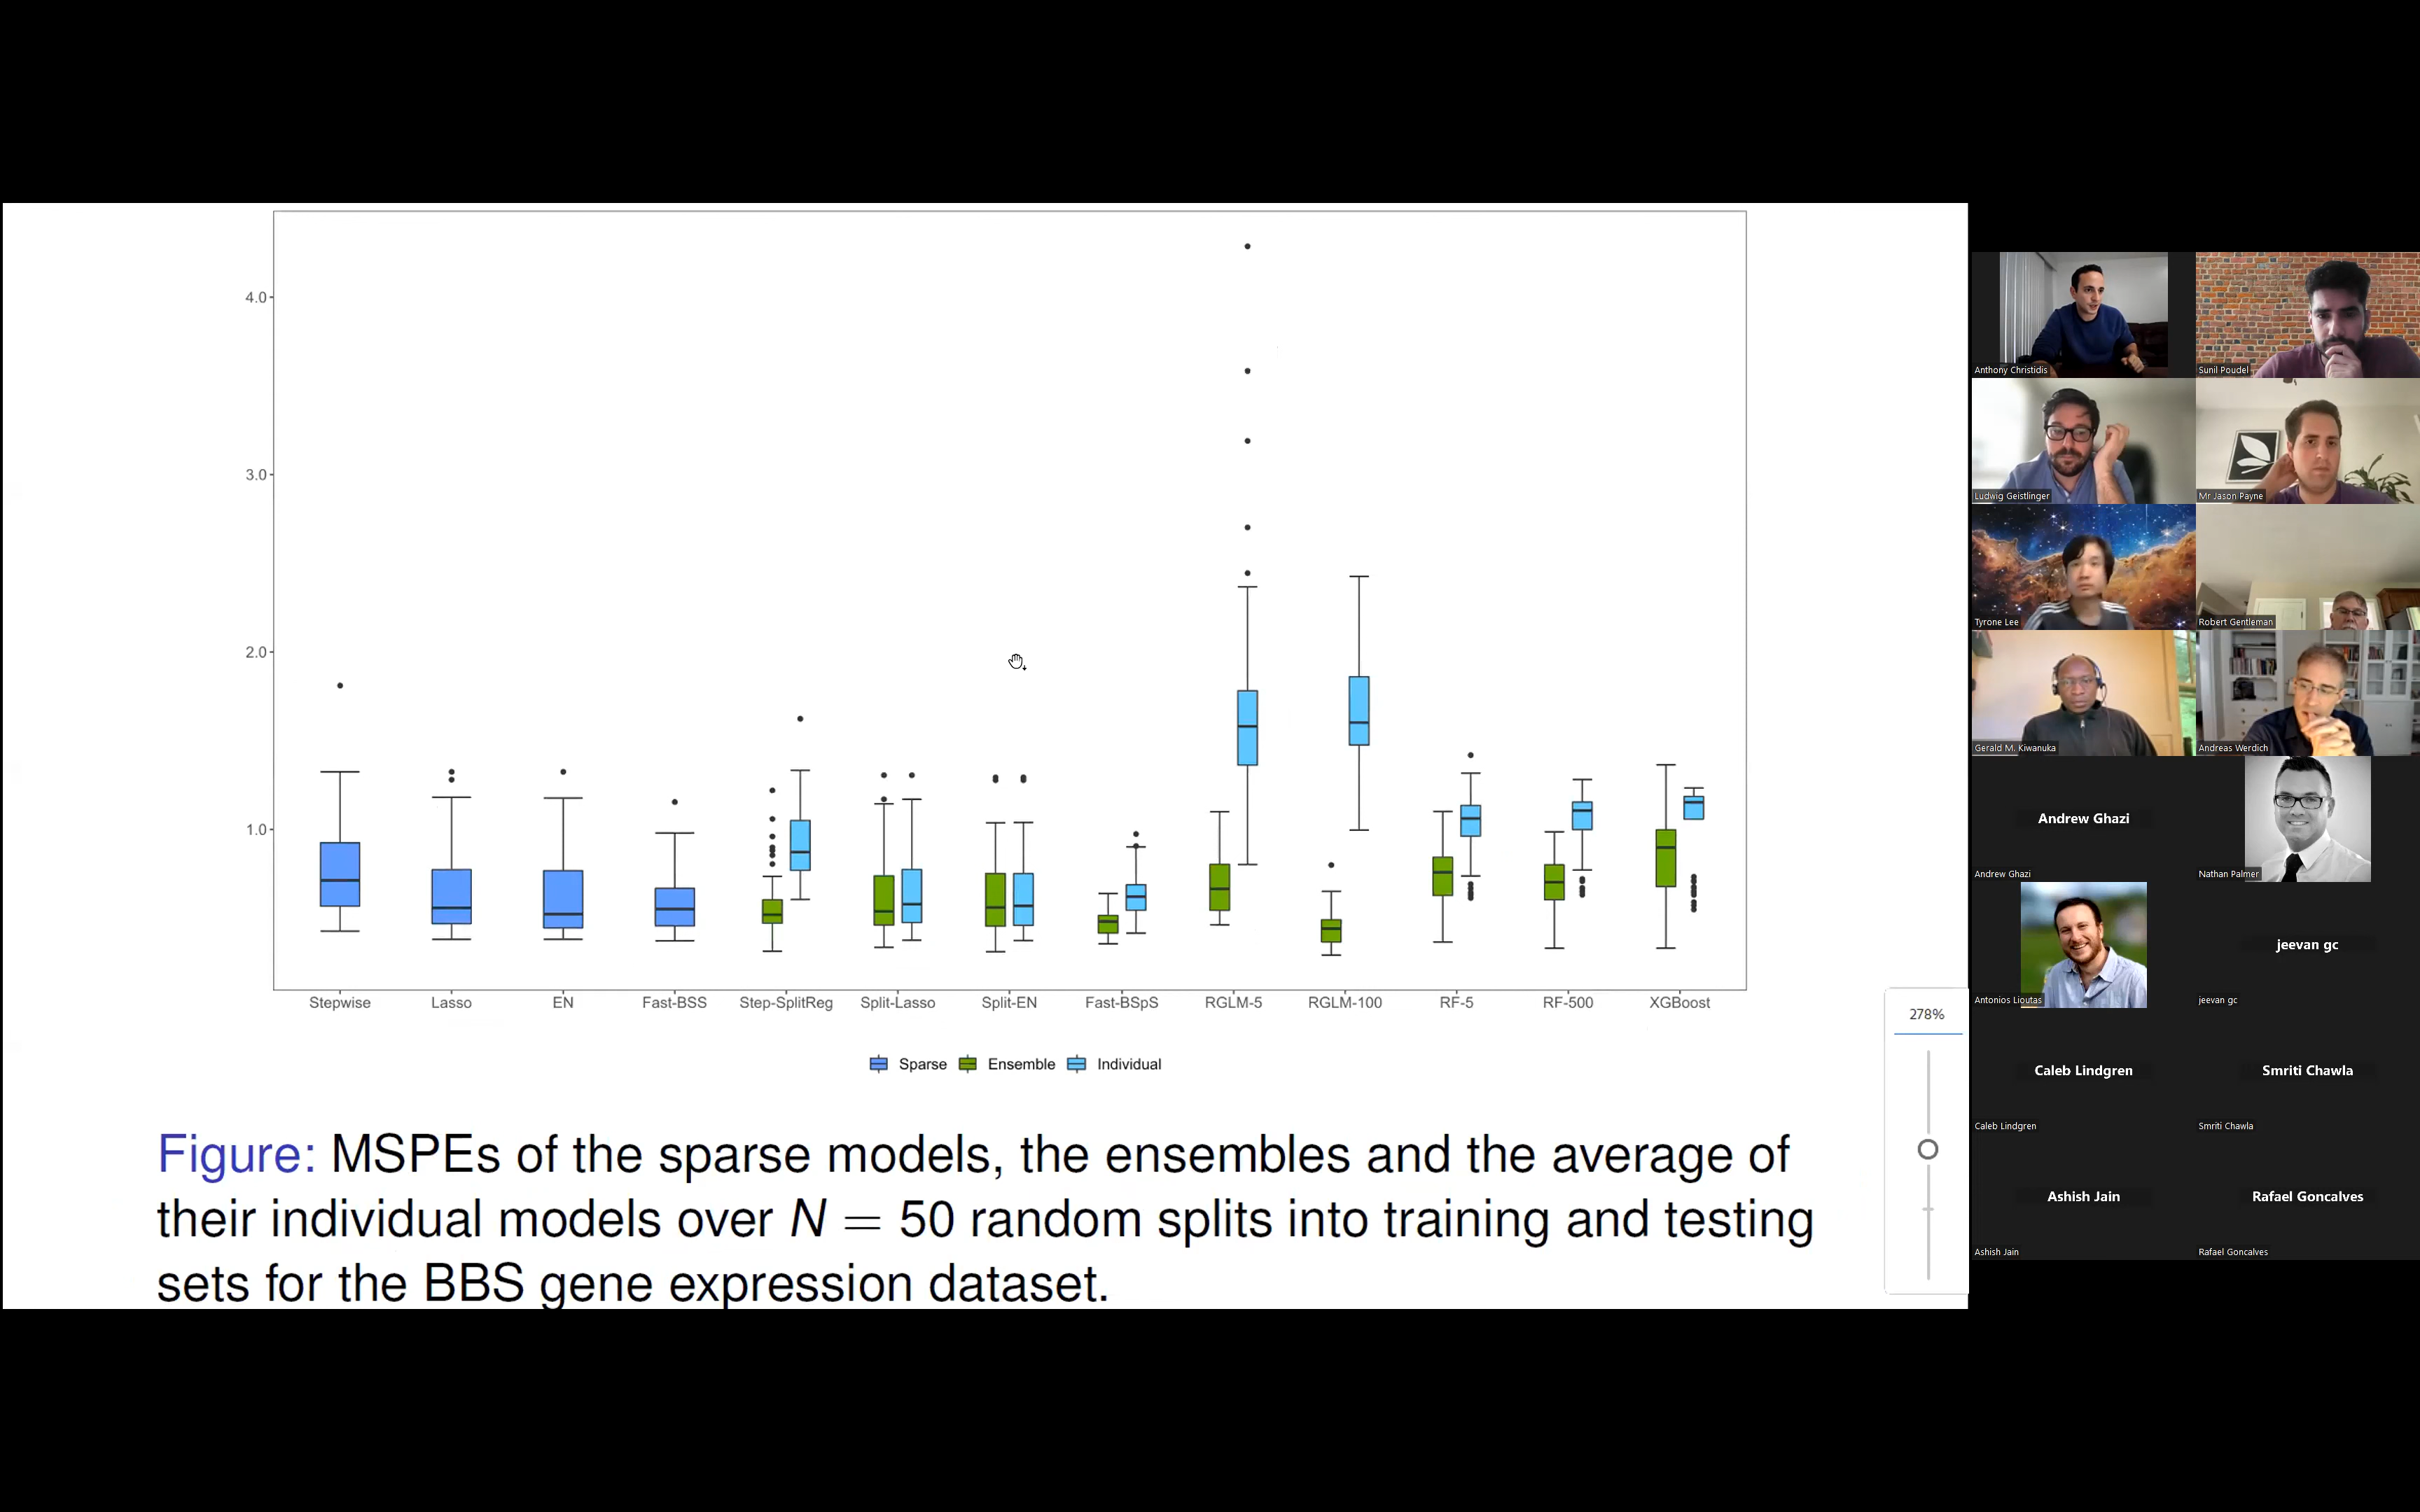 4.0
3.0
2.0
1.0
Stepwise Lasso EN Fast-BSS Step-SplitReg Split-Lasso Split-EN Fast-BSpS RGLM-5 RGLM-100 RF-5 RF-500 XGBoost
Sparse Ensemble Individual
Figure: MSPEs of the sparse models, the ensembles and the average of
their individual models over N = 50 random splits into training and testing
sets for the BBS gene expression dataset.
278%
Anthony Christidis
Sunil Poudel
Ludwig Geistlinger
Mr Jason Payne
Tyrone Lee
Robert Gentleman
Gerald M. Kiwanuka
Andreas Werdich
Andrew Ghazi
Andrew Ghazi
Nathan Palmer
Antonios Lioutas
jeevan gc
jeevan gc
Caleb Lindgren
Caleb Lindgren
Smriti Chawla
Smriti Chawla
Ashish Jain
Ashish Jain
Rafael Goncalves
Rafael Goncalves